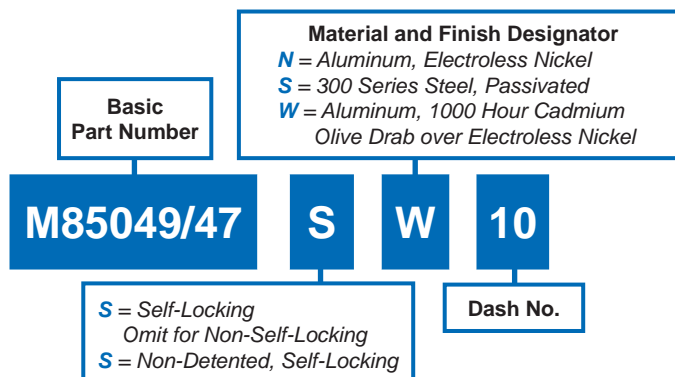 Material and Finish Designator
N = Aluminum, Electroless Nickel
S = 300 Series Steel, Passivated
W = Aluminum, 1000 Hour Cadmium
Olive Drab over Electroless Nickel
Basic
Part Number
M85049/47 S W 10
S = Self-Locking
Omit for Non-Self-Locking
S = Non-Detented, Self-Locking
Dash No.